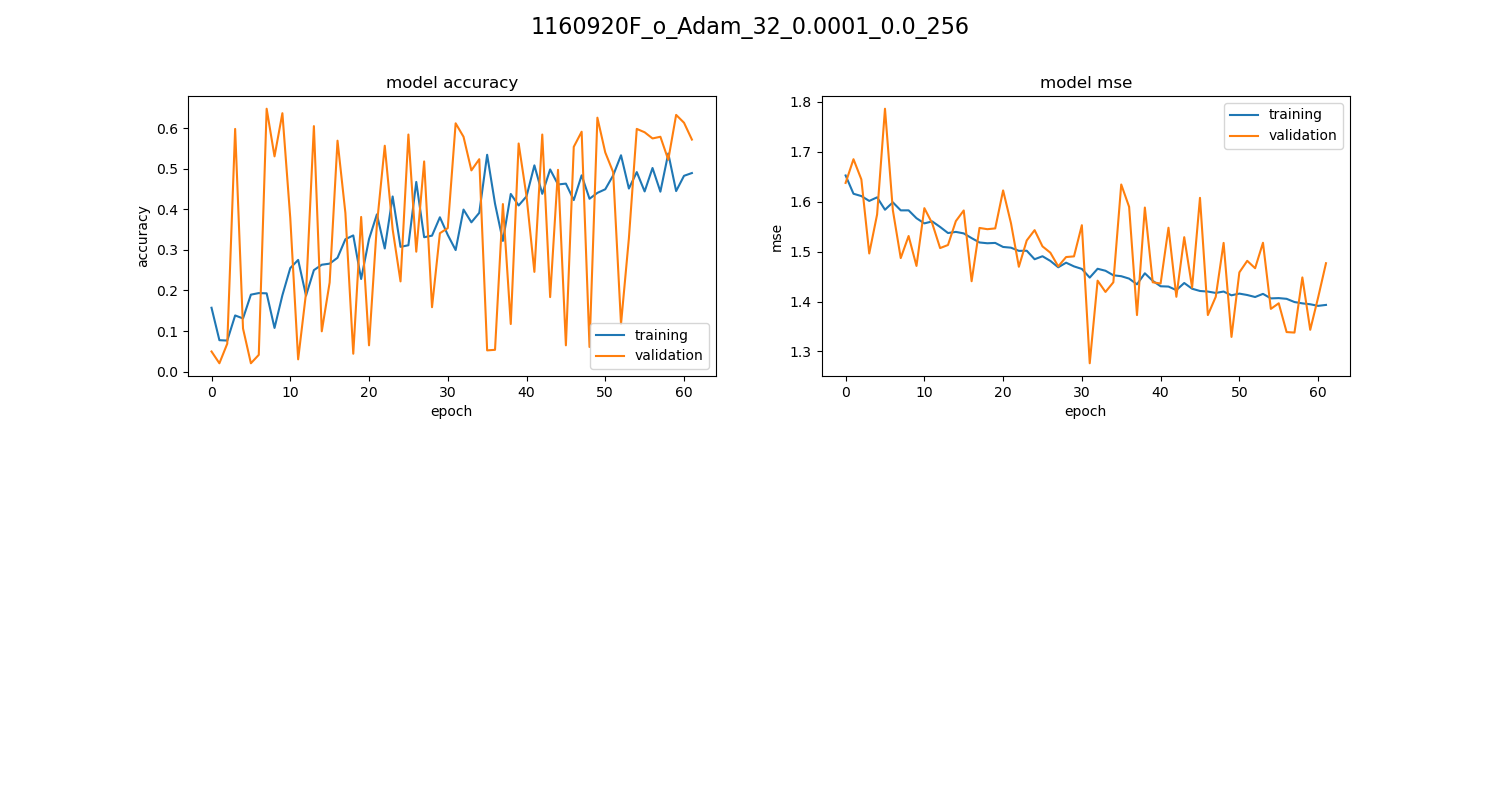 1160920F_o_Adam_32_0.0001_0.0_256
model accuracy
accuracy
0.6
0.5
0.4
0.3
0.2
0.1
0.0
0 10 20 30 40 50 60
epoch
training
validation
model mse
mse
1.8
1.7
1.6
1.5
1.4
1.3
0 10 20 30 40 50 60
epoch
training
validation